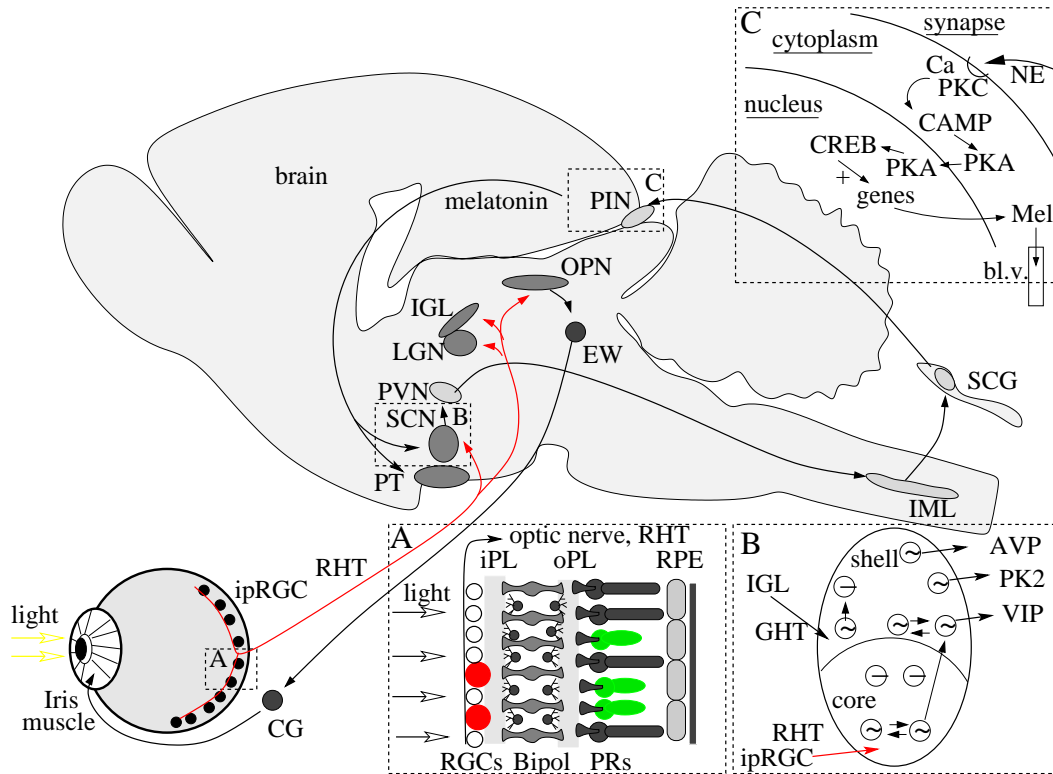 C
synapse
cytoplasm
Ca
PKC
NE
nucleus
CAMP
CREB
PKA
PKA
+
genes
Mel
bl.v.
brain
melatonin
PIN
C
OPN
IGL
LGN
EW
PVN
SCN
B
PT
SCG
IML
RHT
ipRGC
light
A
Iris
muscle
CG
A
optic nerve, RHT
iPL
oPL
RPE
light
RGCs
Bipol
PRs
B
shell
AVP
PK2
VIP
IGL
GHT
core
RHT
ipRGC